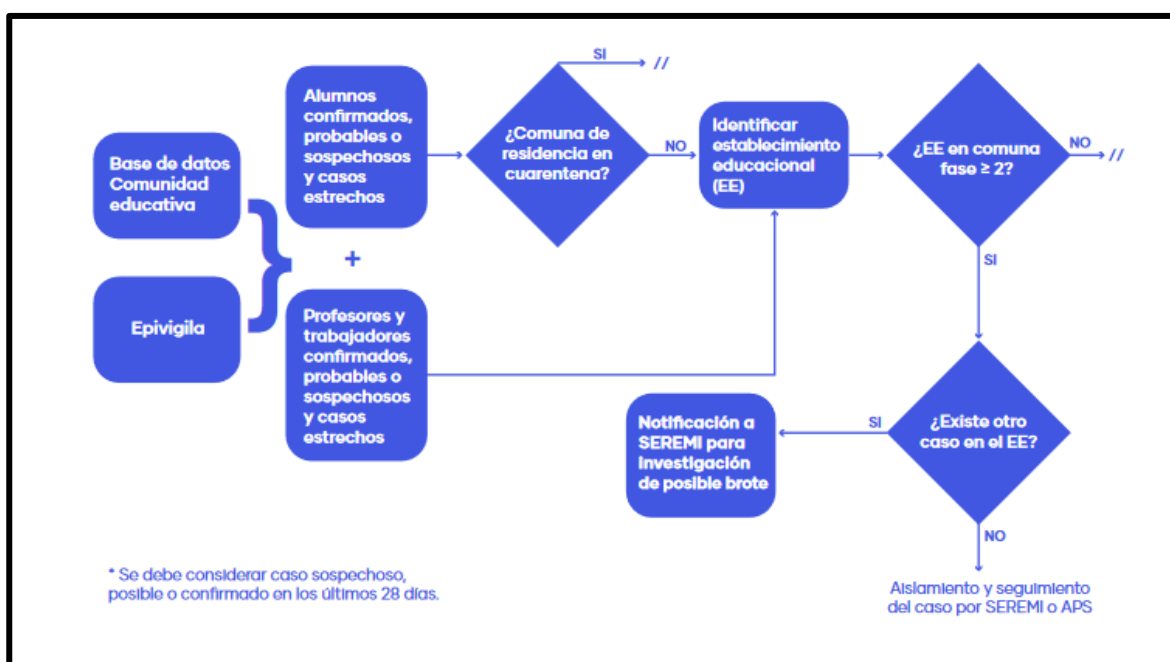 Base de datos
Comunidad
educativa
Epivigila
}
Alumnos
confirmados,
probables o
sospechosos
y casos
estrechos
+
Profesores y
trabajadores
confirmados,
probables o
sospechosos
y casos
estrechos
¿Comuna de
residencia en
cuarentena?
SI
//
NO
Identificar
establecimiento
educacional
(EE)
¿EE en comuna
fase ≥ 2?
NO
//
SI
¿Existe otro
caso en el EE?
SI
Notificación a
SEREMI para
investigación
de posible brote
NO
Aislamiento y seguimiento
del caso por SEREMI o APS
* Se debe considerar caso sospechoso,
posible o confirmado en los últimos 28 días.